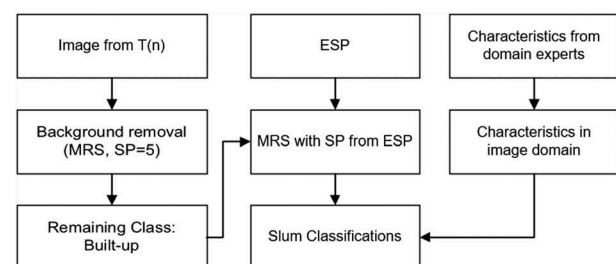 Image from T(n)
ESP
Characteristics from
domain experts
Background removal
(MRS, SP=5)
MRS with SP from ESP
Characteristics in
image domain
Remaining Class:
Built-up
Slum Classifications